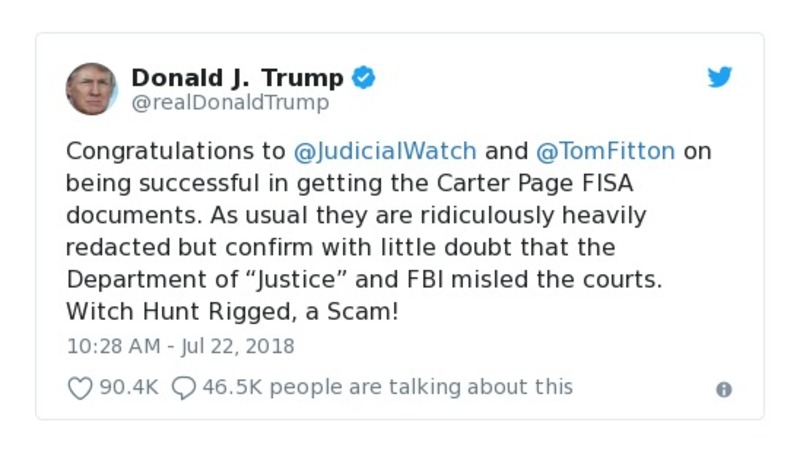 Donald J. Trump
@realDonaldTrump
Congratulations to @JudicialWatch and @TomFitton on
being successful in getting the Carter Page FISA
documents. As usual they are ridiculously heavily
redacted but confirm with little doubt that the
Department of “Justice” and FBI misled the courts.
Witch Hunt Rigged, a Scam!
10:28 AM - Jul 22, 2018
90.4K 46.5K people are talking about this